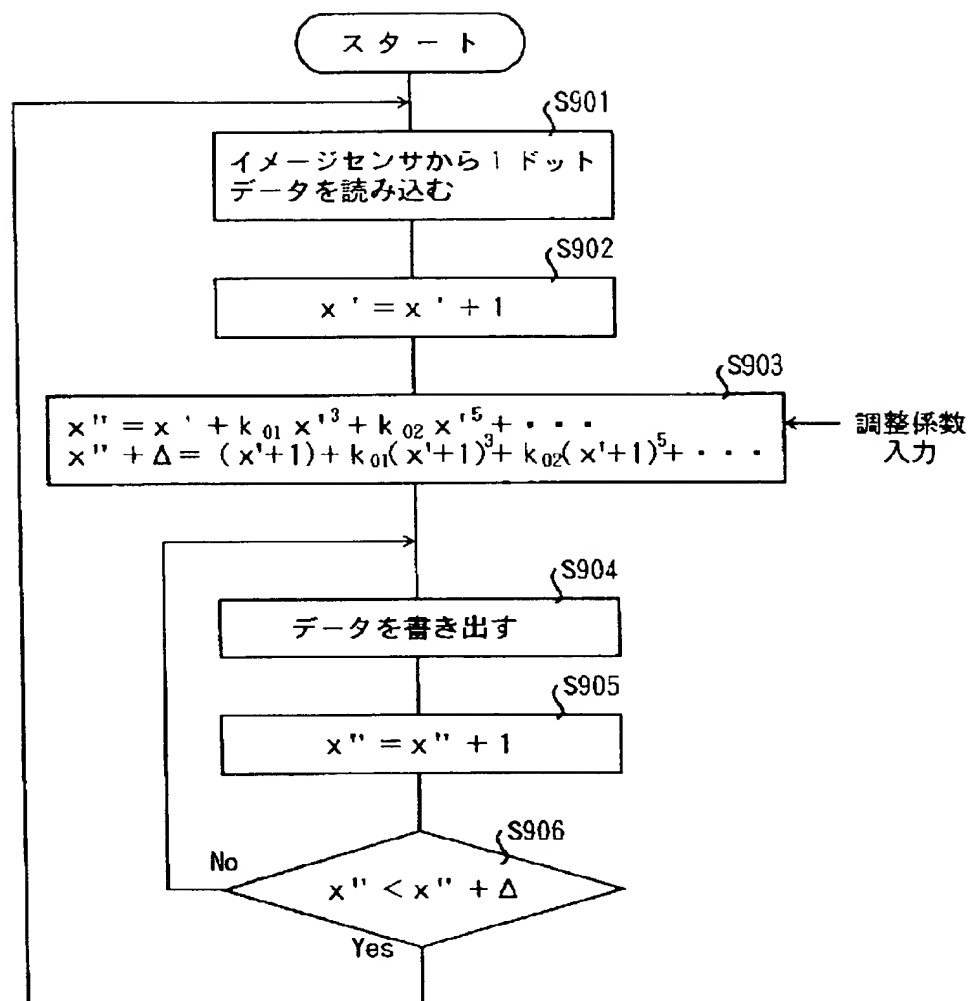 スタート
S901
イメージセンサから1ドット
データを読み込む
S902
x' = x' + 1
S903
x" = x' + k₀₁ x'³ + k₀₂ x'⁵ + ・・・
x" + Δ = (x'+1) + k₀₁(x'+1)³ + k₀₂(x'+1)⁵ + ・・・
調整係数
入力
S904
データを書き出す
S905
x" = x" + 1
S906
No
x" < x" + Δ
Yes